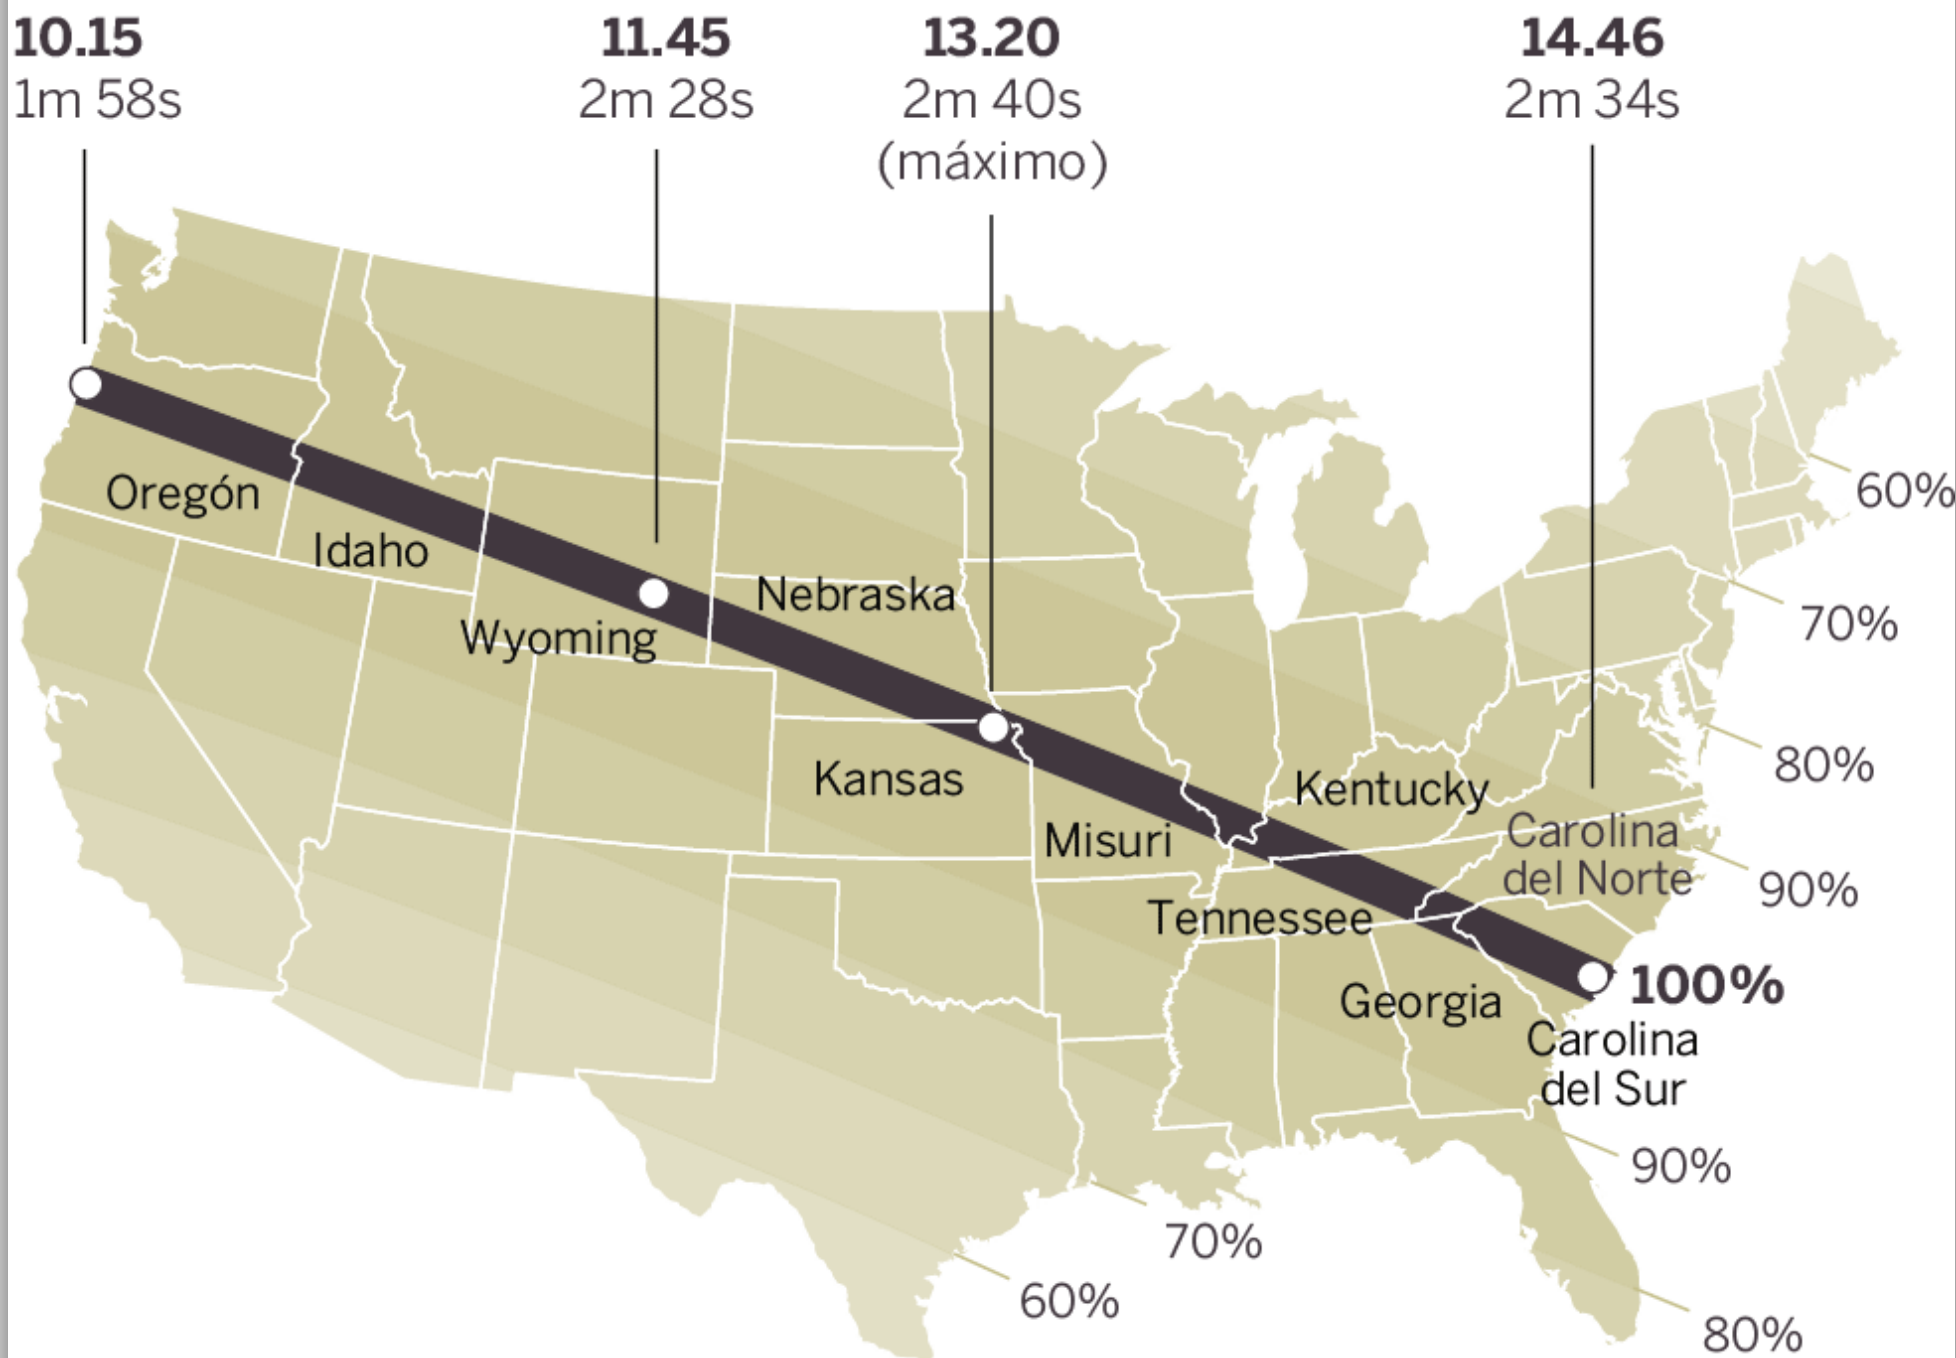 10.15
1m 58s
11.45
2m 28s
13.20
2m 40s
(máximo)
14.46
2m 34s
Oregón
Idaho
Wyoming
Nebraska
Kansas
Misuri
Kentucky
Tennessee
Carolina
del Norte
Georgia
100%
Carolina
del Sur
60%
70%
80%
90%
90%
80%
70%
60%